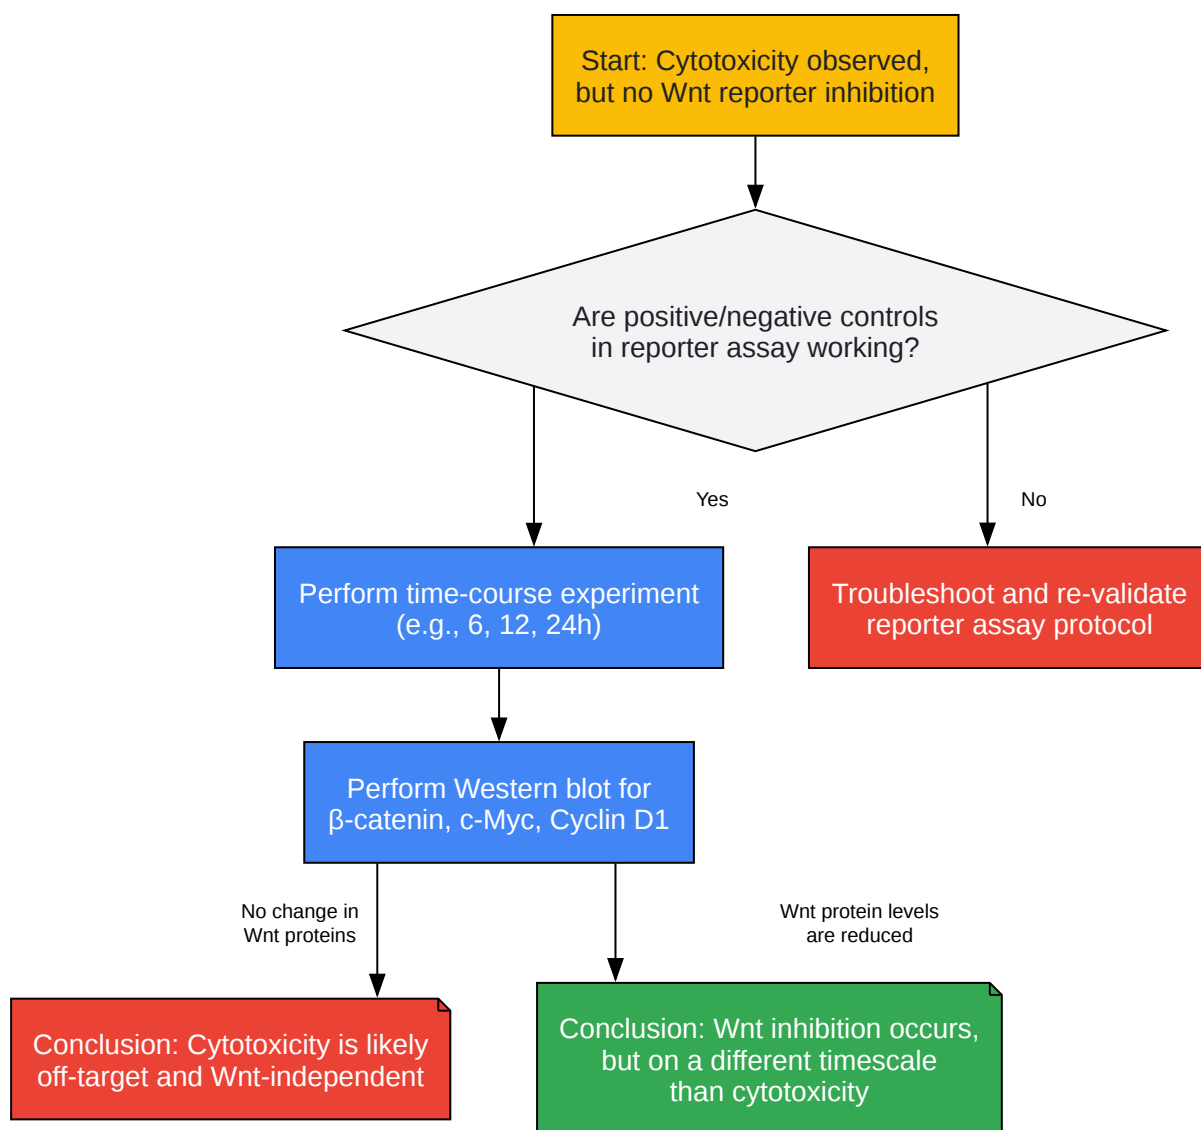 Start: Cytotoxicity observed,
but no Wnt reporter inhibition
Are positive/negative controls
in reporter assay working?
Yes
No
Perform time-course experiment
(e.g., 6, 12, 24h)
Troubleshoot and re-validate
reporter assay protocol
Perform Western blot for
β-catenin, c-Myc, Cyclin D1
No change in
Wnt proteins
Wnt protein levels
are reduced
Conclusion: Cytotoxicity is likely
off-target and Wnt-independent
Conclusion: Wnt inhibition occurs,
but on a different timescale
than cytotoxicity